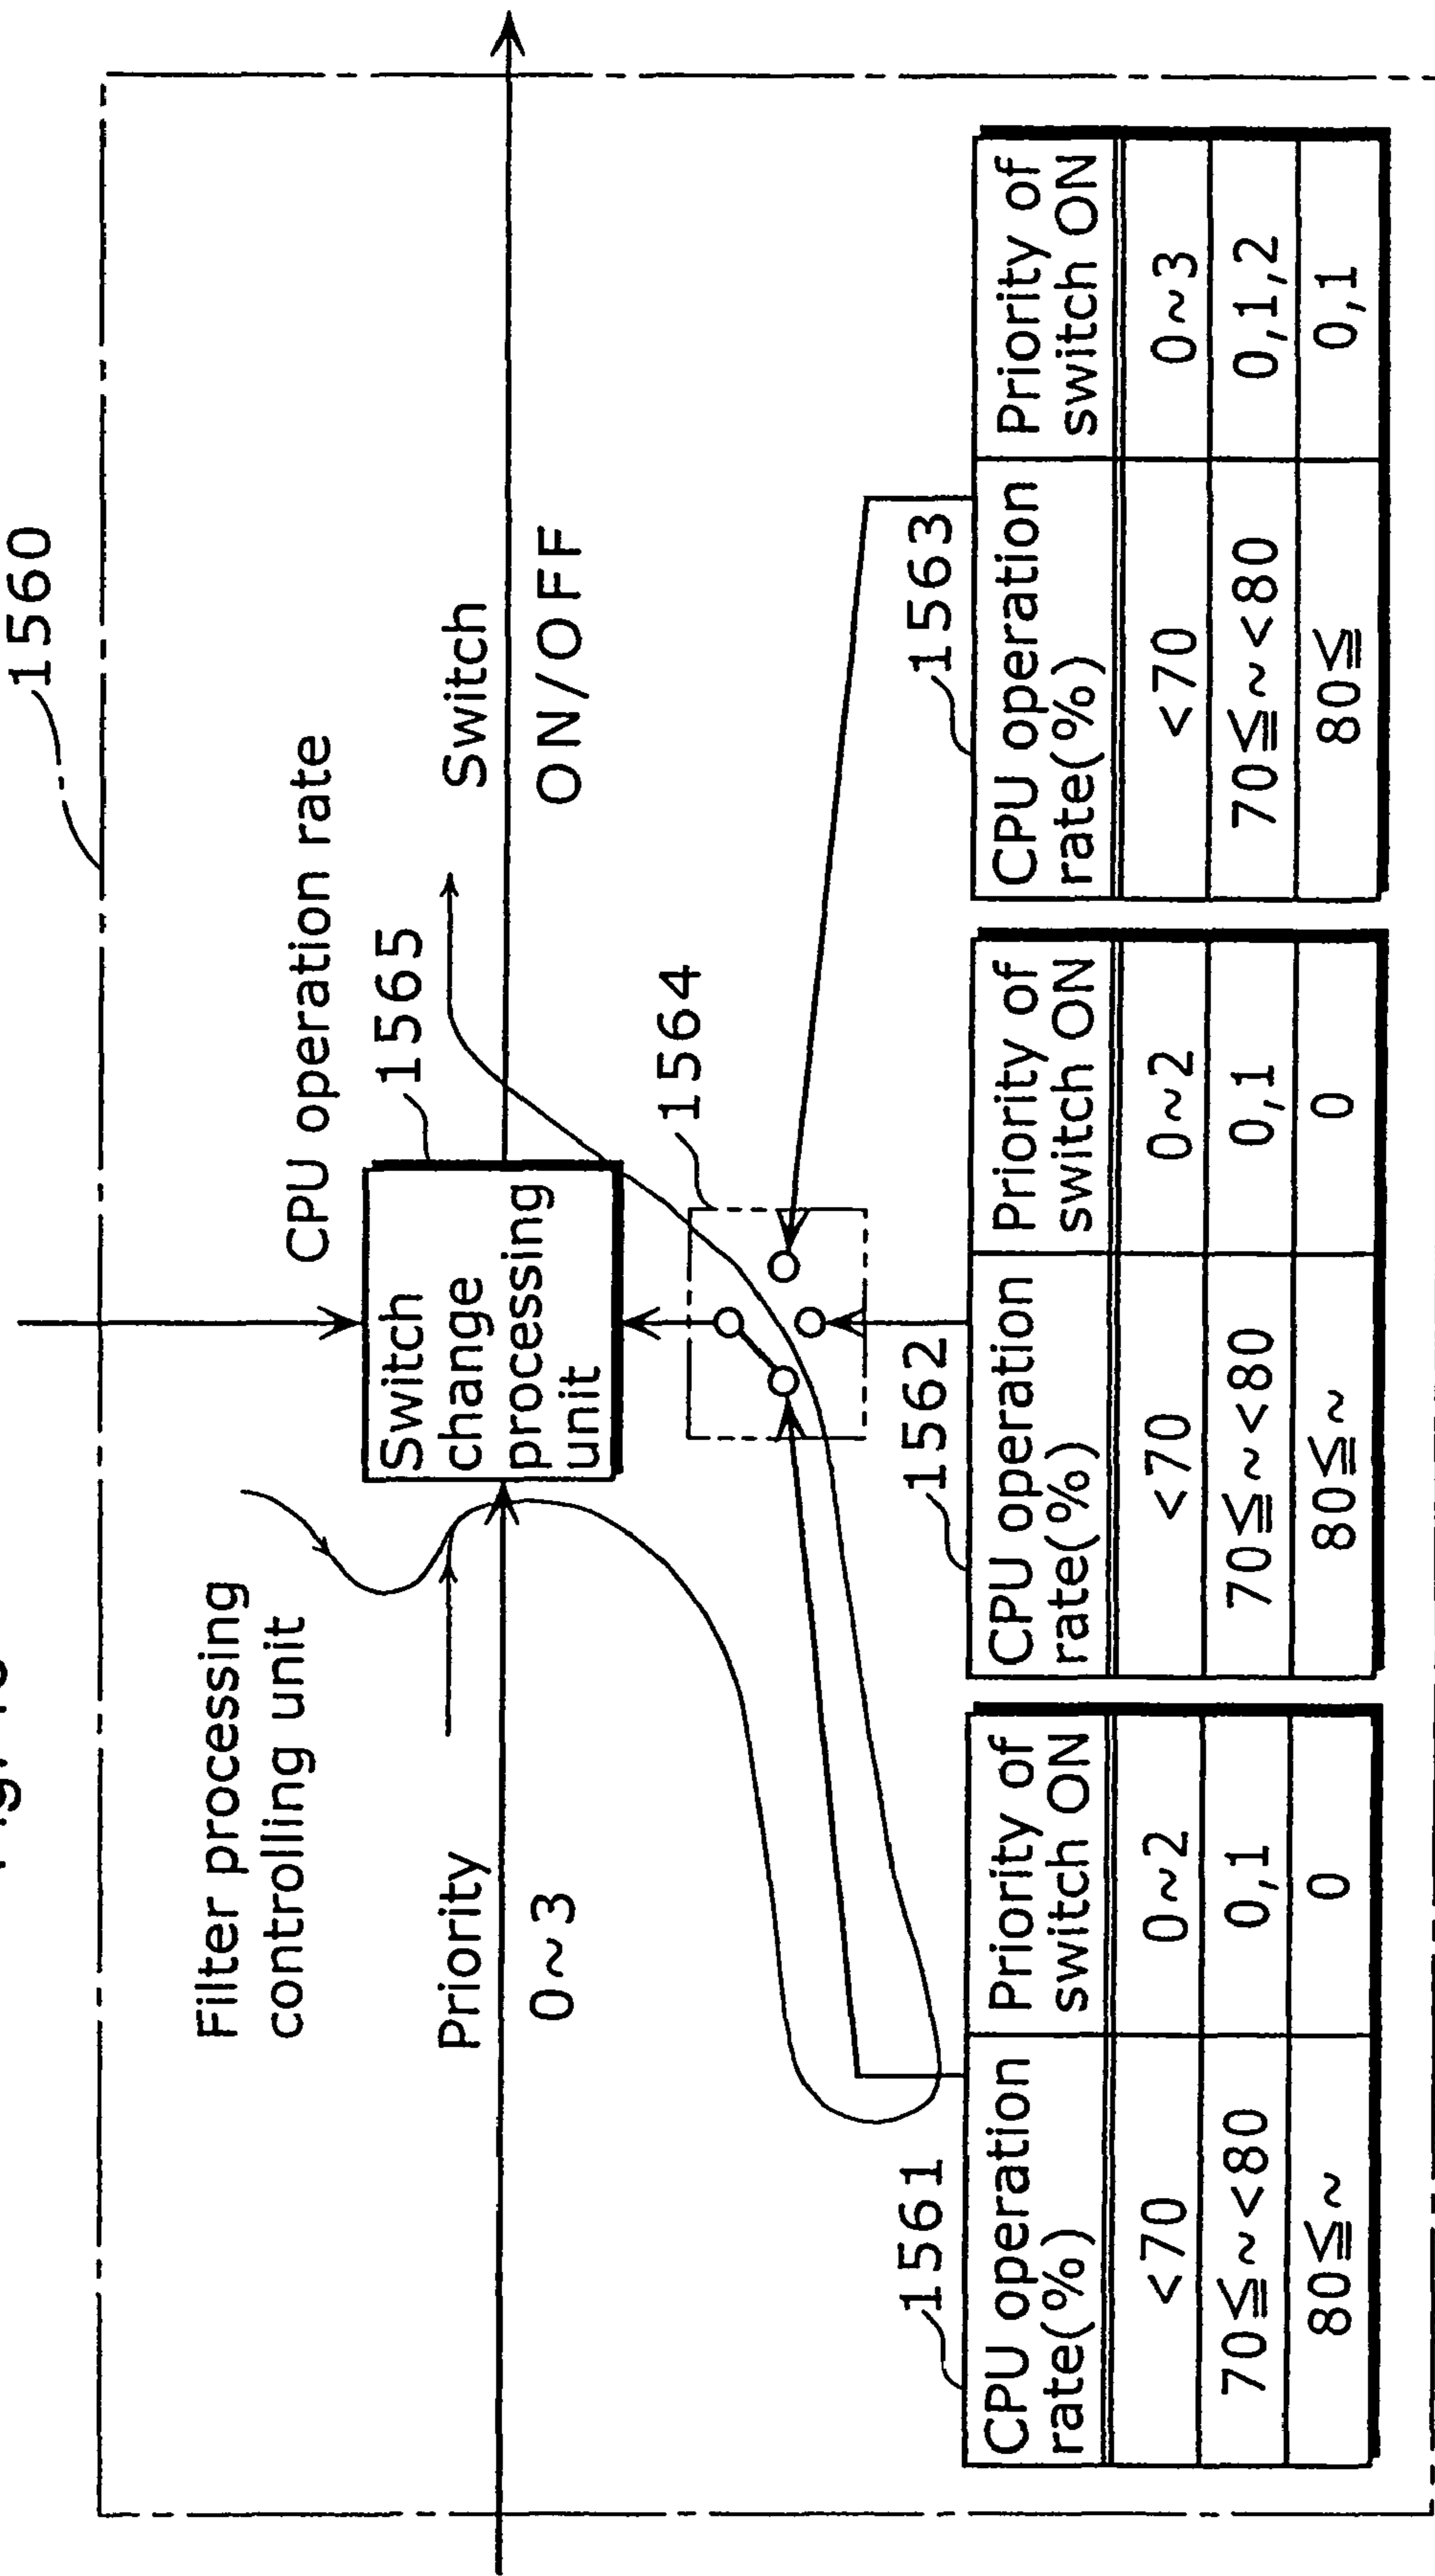 1560
CPU operation rate
Filter processing
controlling unit
1565
Switch
change
processing
unit
Priority
0~3
Switch
ON/OFF
1564
1561
CPU operation
rate(%)
Priority of
switch ON
<70
0~2
70≦~<80
0,1
80≦~
0
1562
CPU operation
rate(%)
Priority of
switch ON
<70
0~2
70≦~<80
0,1
80≦~
0
1563
CPU operation
rate(%)
Priority of
switch ON
<70
0~3
70≦~<80
0,1,2
80≦
0,1